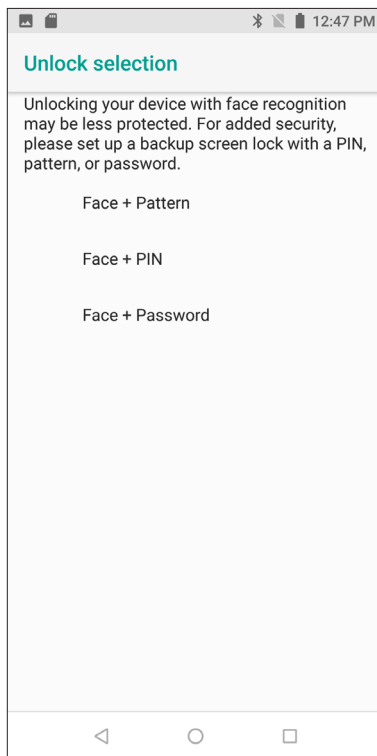 12:47 PM
Unlock selection
Unlocking your device with face recognition
may be less protected. For added security,
please set up a backup screen lock with a PIN,
pattern, or password.
Face + Pattern
Face + PIN
Face + Password